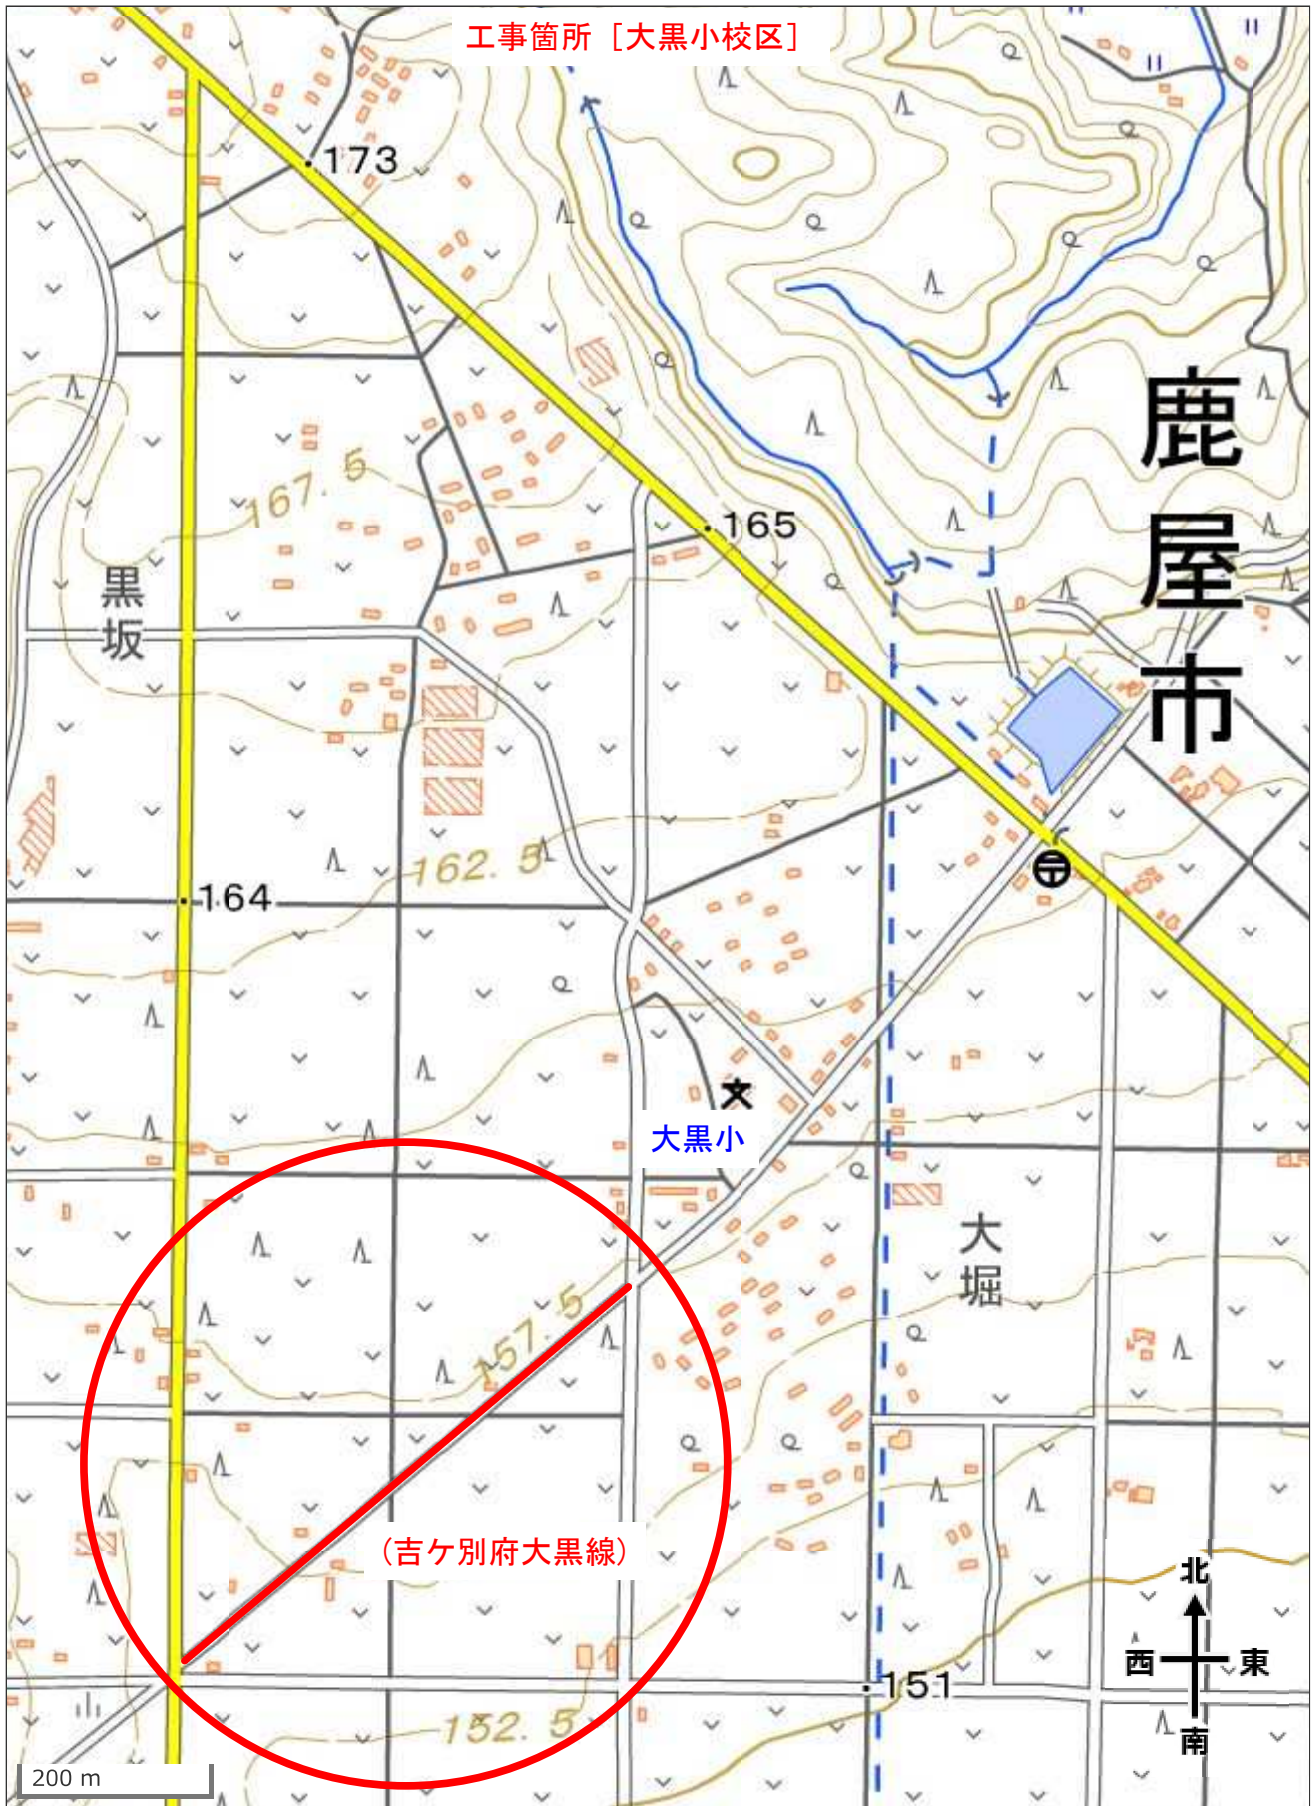 工事箇所［大黒小校区］
173
鹿屋市
167.5
165
黒坂
162.5
164
大黒小
大堀
157.5
（吉ケ別府大黒線）
北
西
東
南
151
152.5
200 m